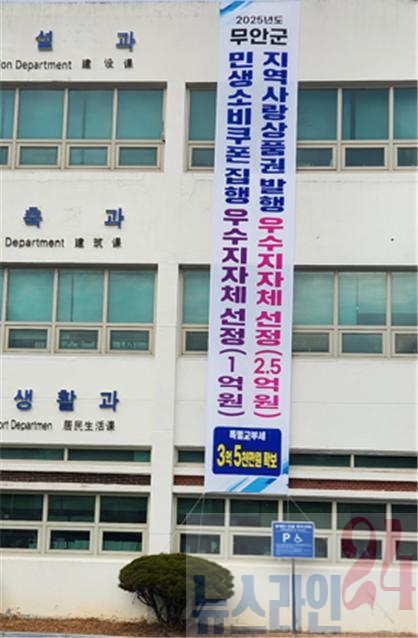 2025년도
무안군
지역사랑상품권 발행 우수지자체 선정 (2.5억원)
민생소비쿠폰 집행 우수지자체 선정 (1억원)
특별교부세
3억 5천만원 확보
설 과
ion Department 建设课
축 과
Department 建筑课
생활과
ort Departmen 居民生活课
P
뉴스라인24